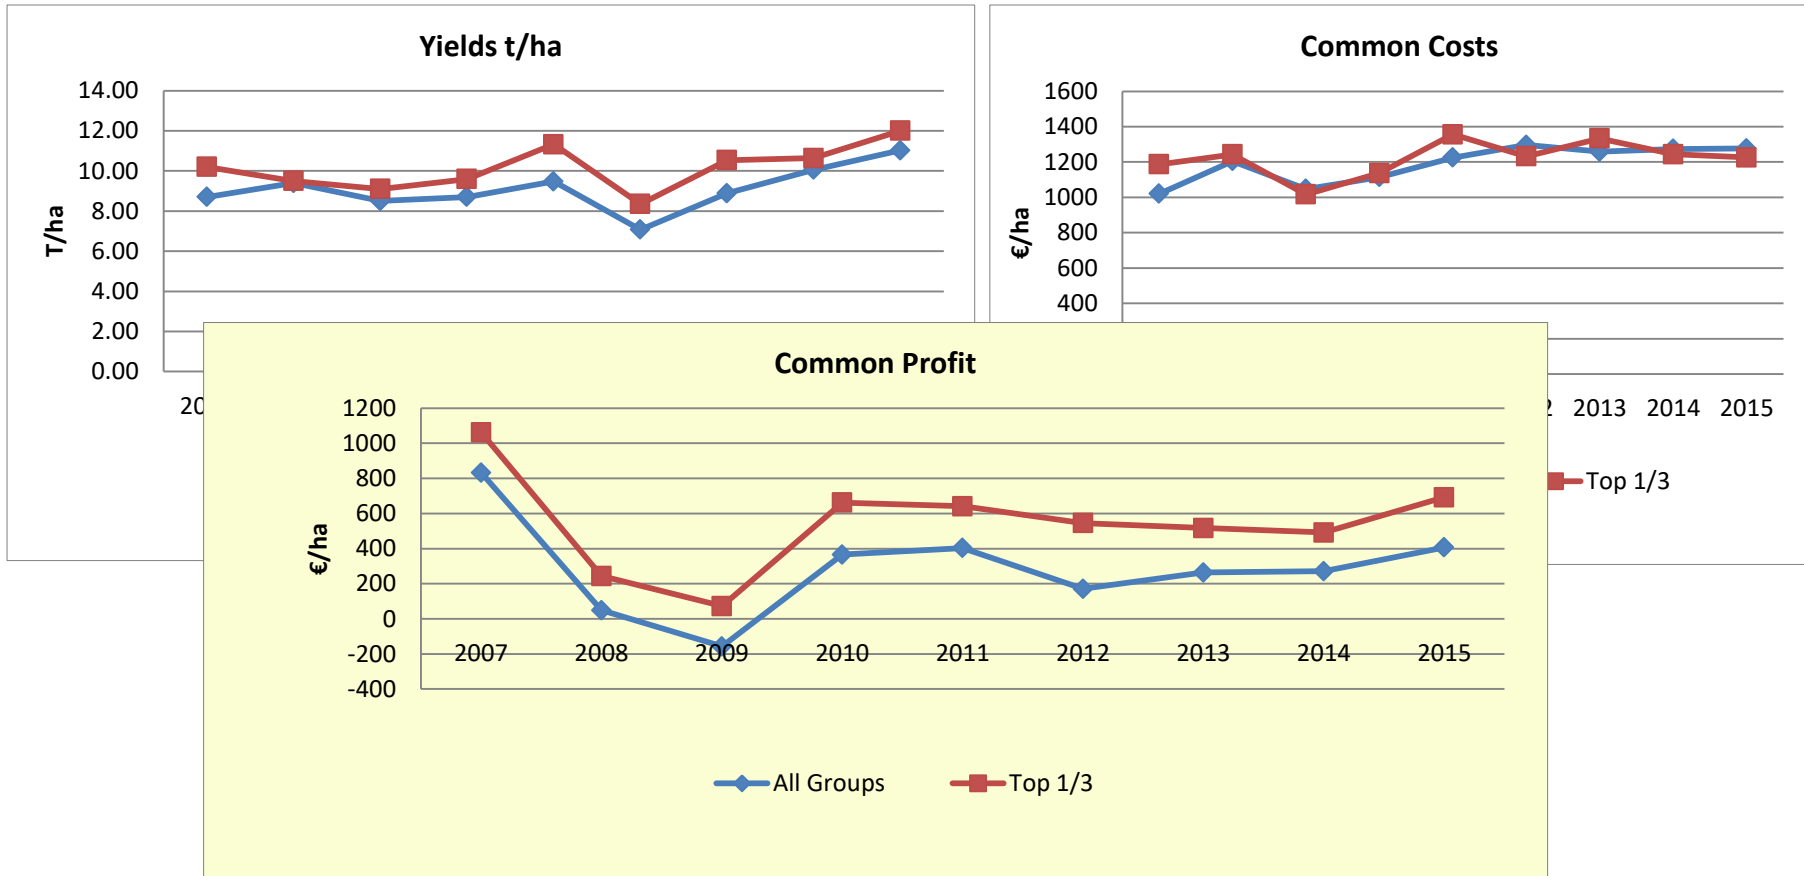 Yields t/ha
14.00
12.00
10.00
8.00
6.00
4.00
2.00
0.00
T/ha
Common Costs
1600
1400
1200
1000
800
600
400
€/ha
2013 2014 2015
Top 1/3
Common Profit
1200
1000
800
600
400
200
0
-200
-400
€/ha
2007 2008 2009 2010 2011 2012 2013 2014 2015
All Groups Top 1/3